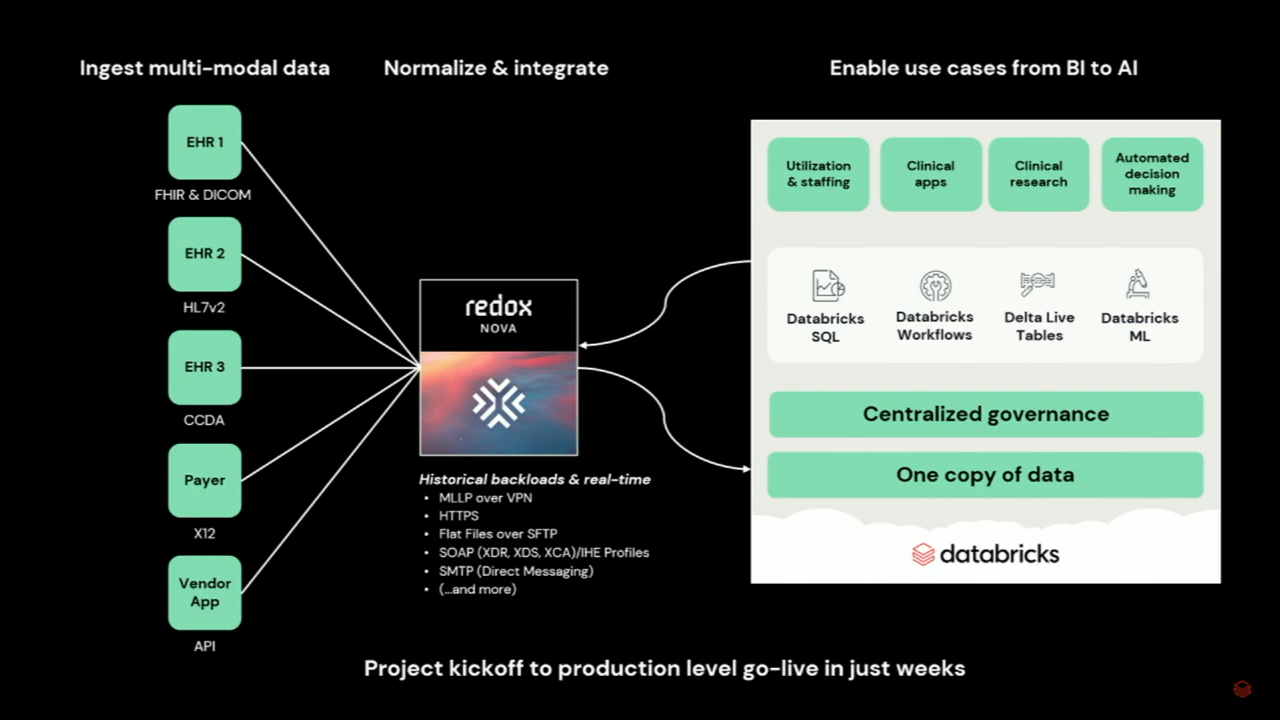 Ingest multi-modal data
Normalize & integrate
Enable use cases from BI to AI
EHR 1
FHIR & DICOM
EHR 2
HL7v2
EHR 3
CCDA
Payer
X12
Vendor
App
API
redox
NOVA
Historical backloads & real-time
• MLLP over VPN
• HTTPS
• Flat Files over SFTP
• SOAP (XDR, XDS, XCA)/IHE Profiles
• SMTP (Direct Messaging)
• (...and more)
Utilization
& staffing
Clinical
apps
Clinical
research
Automated
decision
making
Databricks
SQL
Databricks
Workflows
Delta Live
Tables
Databricks
ML
Centralized governance
One copy of data
databricks
Project kickoff to production level go-live in just weeks